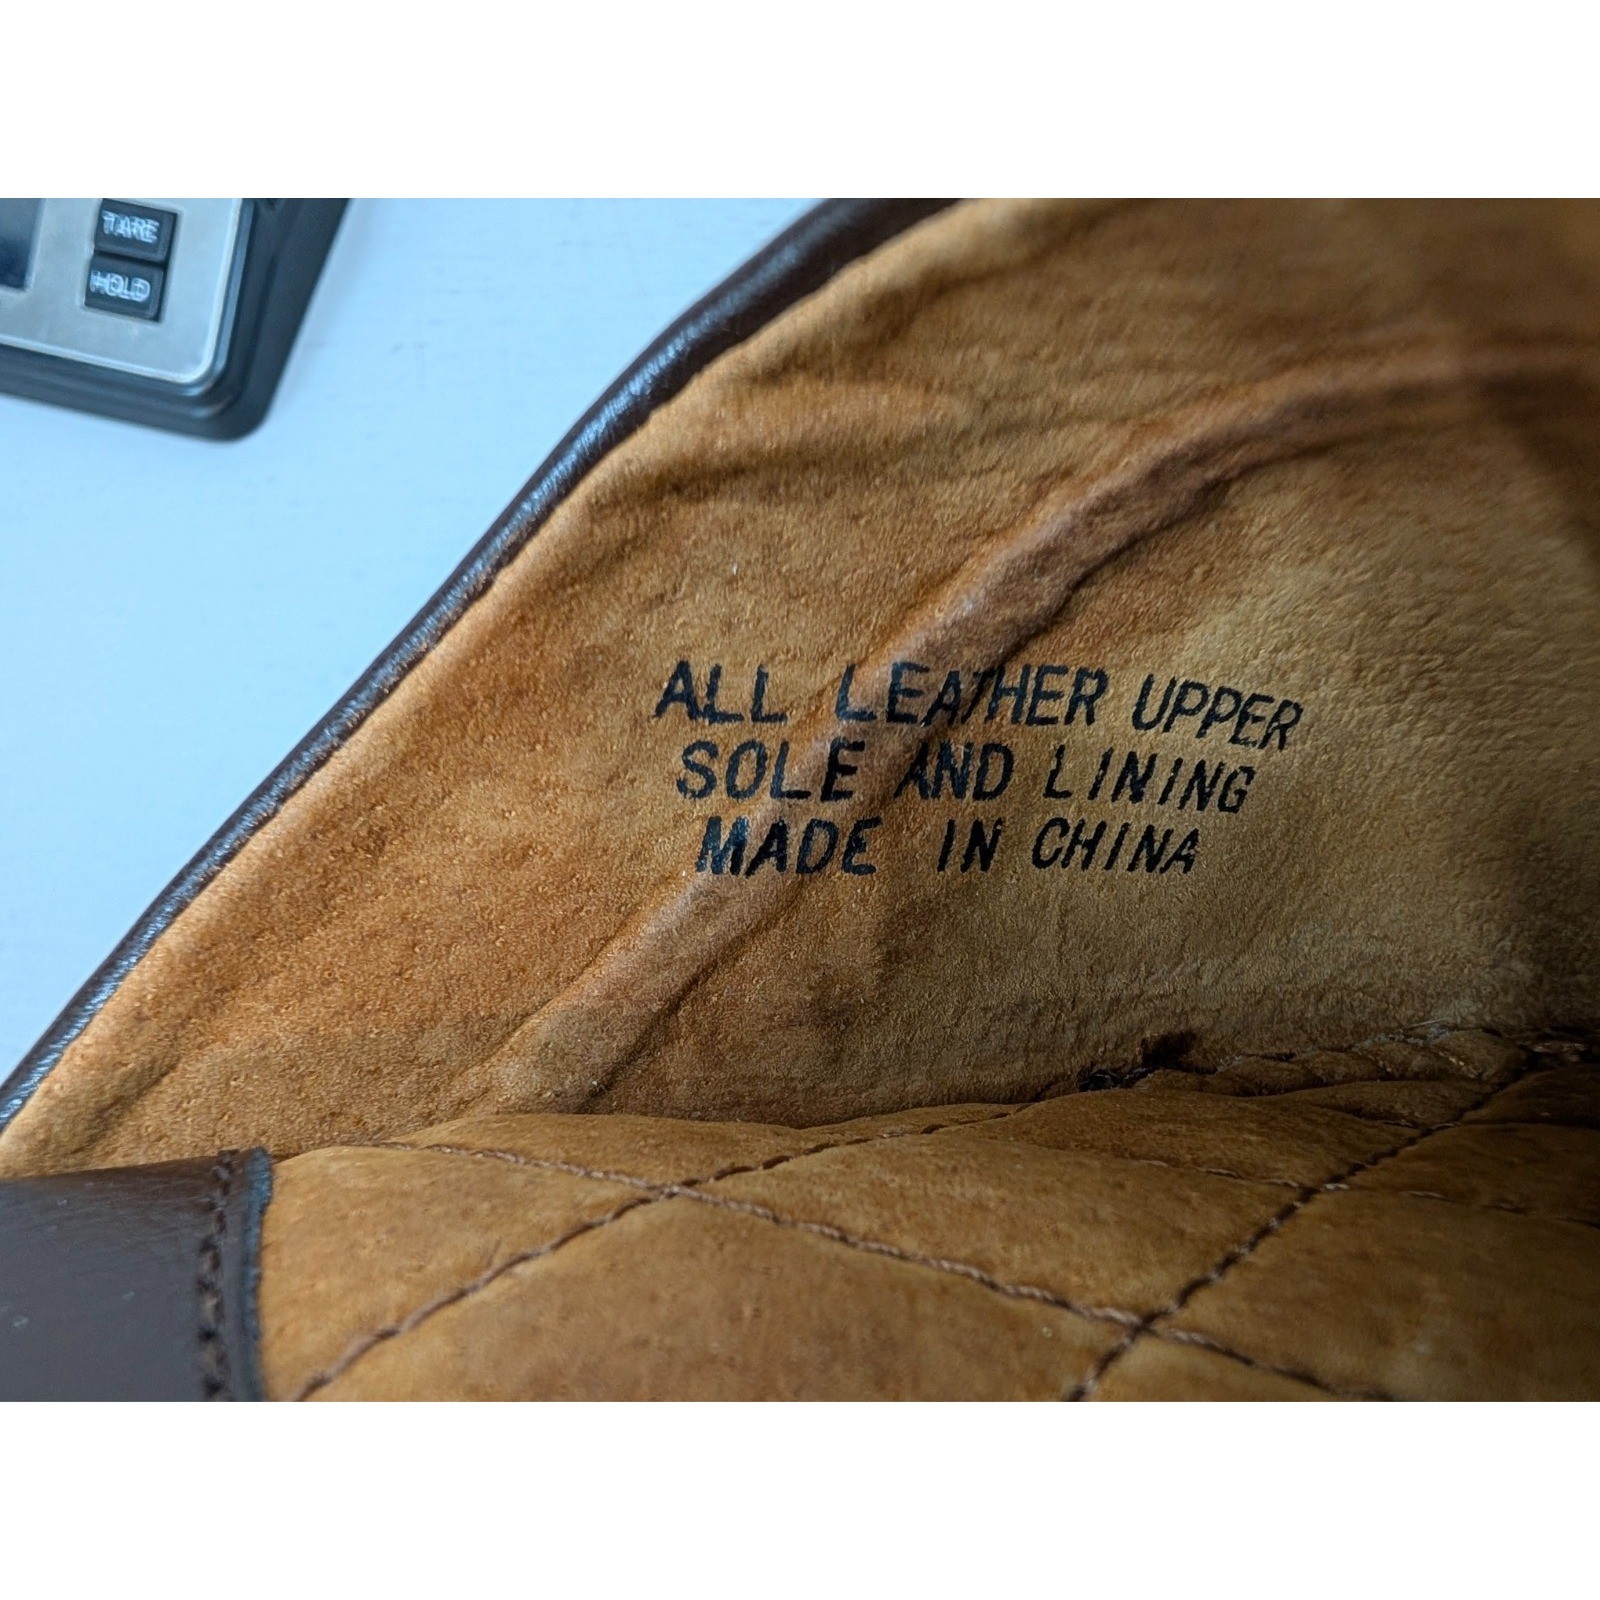 TARE
HOLD
ALL LEATHER UPPER
SOLE AND LINING
MADE IN CHINA